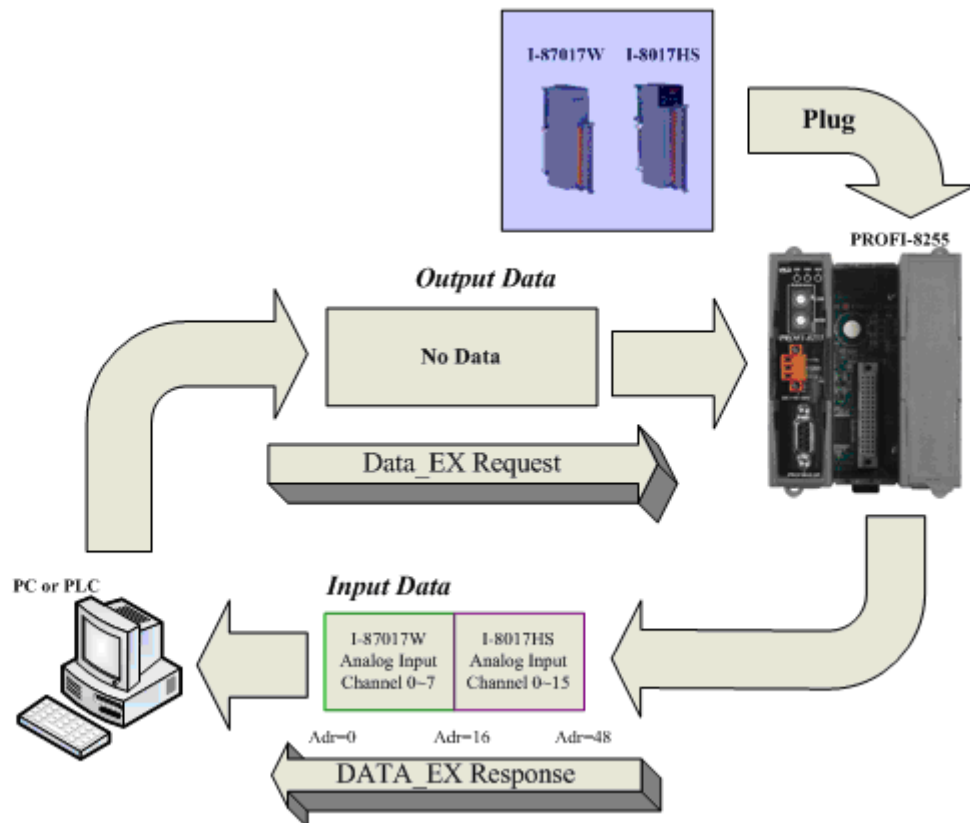 I-87017W I-8017HS
Plug
PROFI-8255
Output Data
No Data
Data_EX Request
PC or PLC
Input Data
I-87017W
Analog Input
Channel 0~7
I-8017HS
Analog Input
Channel 0~15
Adr=0 Adr=16 Adr=48
DATA_EX Response